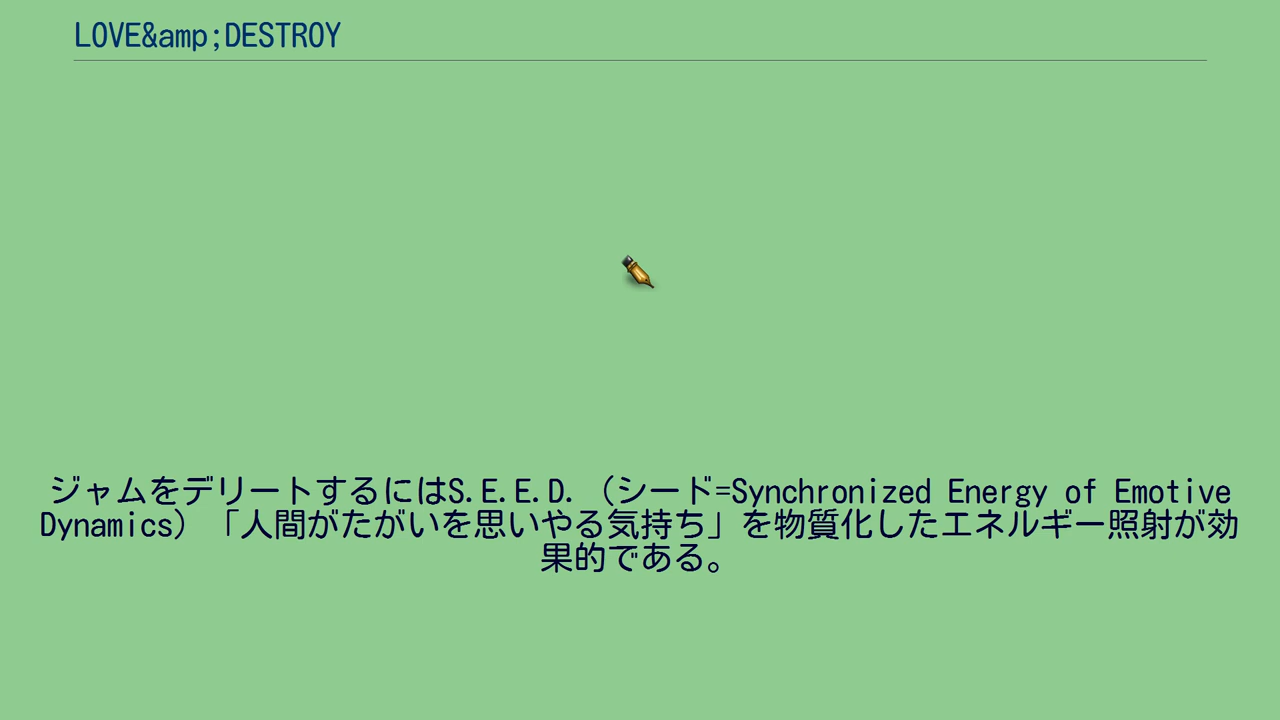 LOVE&amp;DESTROY
ジャムをデリートするにはS.E.E.D.（シード=Synchronized Energy of Emotive
Dynamics）「人間がたがいを思いやる気持ち」を物質化したエネルギー照射が効
果的である。